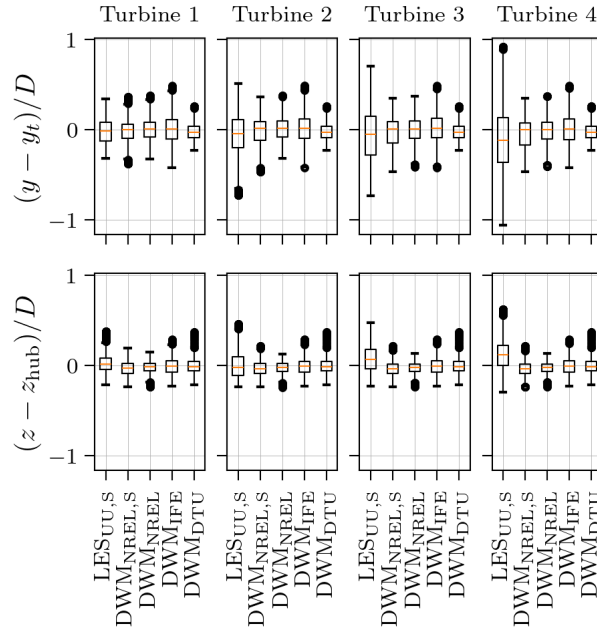 Turbine 1 Turbine 2 Turbine 3 Turbine 4
(y − y_t)/D
1
0
−1
(z − z_hub)/D
1
0
−1
LES_UU,S
DWM_NREL,S
DWM_NREL
DWM_IFE
DWM_DTU
LES_UU,S
DWM_NREL,S
DWM_NREL
DWM_IFE
DWM_DTU
LES_UU,S
DWM_NREL,S
DWM_NREL
DWM_IFE
DWM_DTU
LES_UU,S
DWM_NREL,S
DWM_NREL
DWM_IFE
DWM_DTU